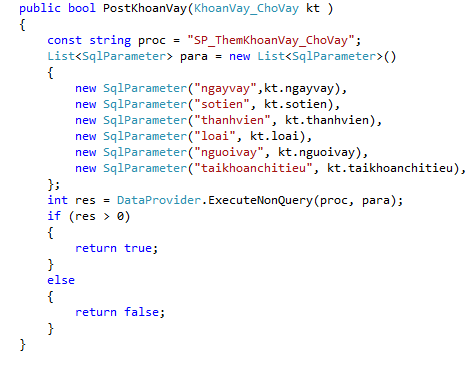 public bool PostKhoanVay(KhoanVay_ChoVay kt )
{
    const string proc = "SP_ThemKhoanVay_ChoVay";
    List<SqlParameter> para = new List<SqlParameter>()
    {
        new SqlParameter("ngayvay",kt.ngayvay),
        new SqlParameter("sotien", kt.sotien),
        new SqlParameter("thanhvien", kt.thanhvien),
        new SqlParameter("loai", kt.loai),
        new SqlParameter("nguoivay", kt.nguoivay),
        new SqlParameter("taikhoanchitieu", kt.taikhoanchitieu),
    };
    int res = DataProvider.ExecuteNonQuery(proc, para);
    if (res > 0)
    {
        return true;
    }
    else
    {
        return false;
    }
}